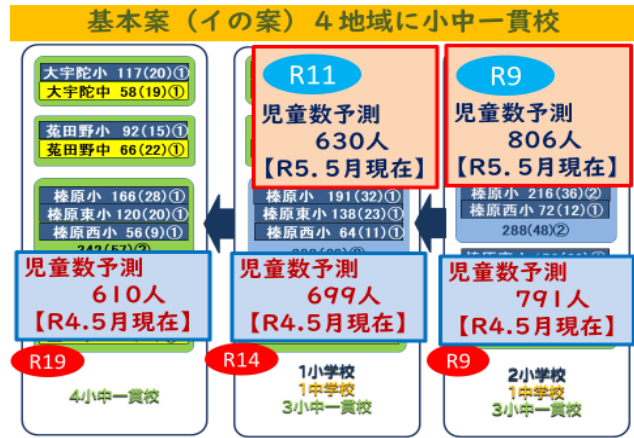 基本案（イの案）４地域に小中一貫校
大宇陀小 117(20)①
大宇陀中 58(19)①
菟田野小 92(15)①
菟田野中 66(22)①
榛原小 166(28)①
榛原東小 120(20)①
榛原西小 56(9)①
児童数予測
610人
【R4.5月現在】
R19
4小中一貫校
R11
児童数予測
630人
【R5.5月現在】
榛原小 191(32)①
榛原東小 138(23)①
榛原西小 64(11)①
児童数予測
699人
【R4.5月現在】
R14
1小学校
1中学校
3小中一貫校
R9
児童数予測
806人
【R5.5月現在】
榛原小 216(36)②
榛原西小 72(12)①
288(48)②
児童数予測
791人
【R4.5月現在】
R9
2小学校
1中学校
3小中一貫校